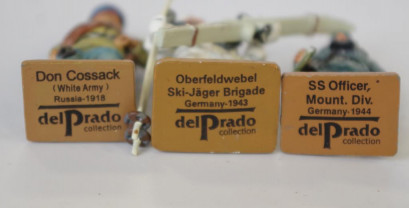 Don Cossack
(White Army)
Russia-1918
delPrado
collection
Oberfeldwebel
Ski-Jäger Brigade
Germany-1943
delPrado
collection
SS Officer,
Mount. Div.
Germany-1944
delPrado
collection